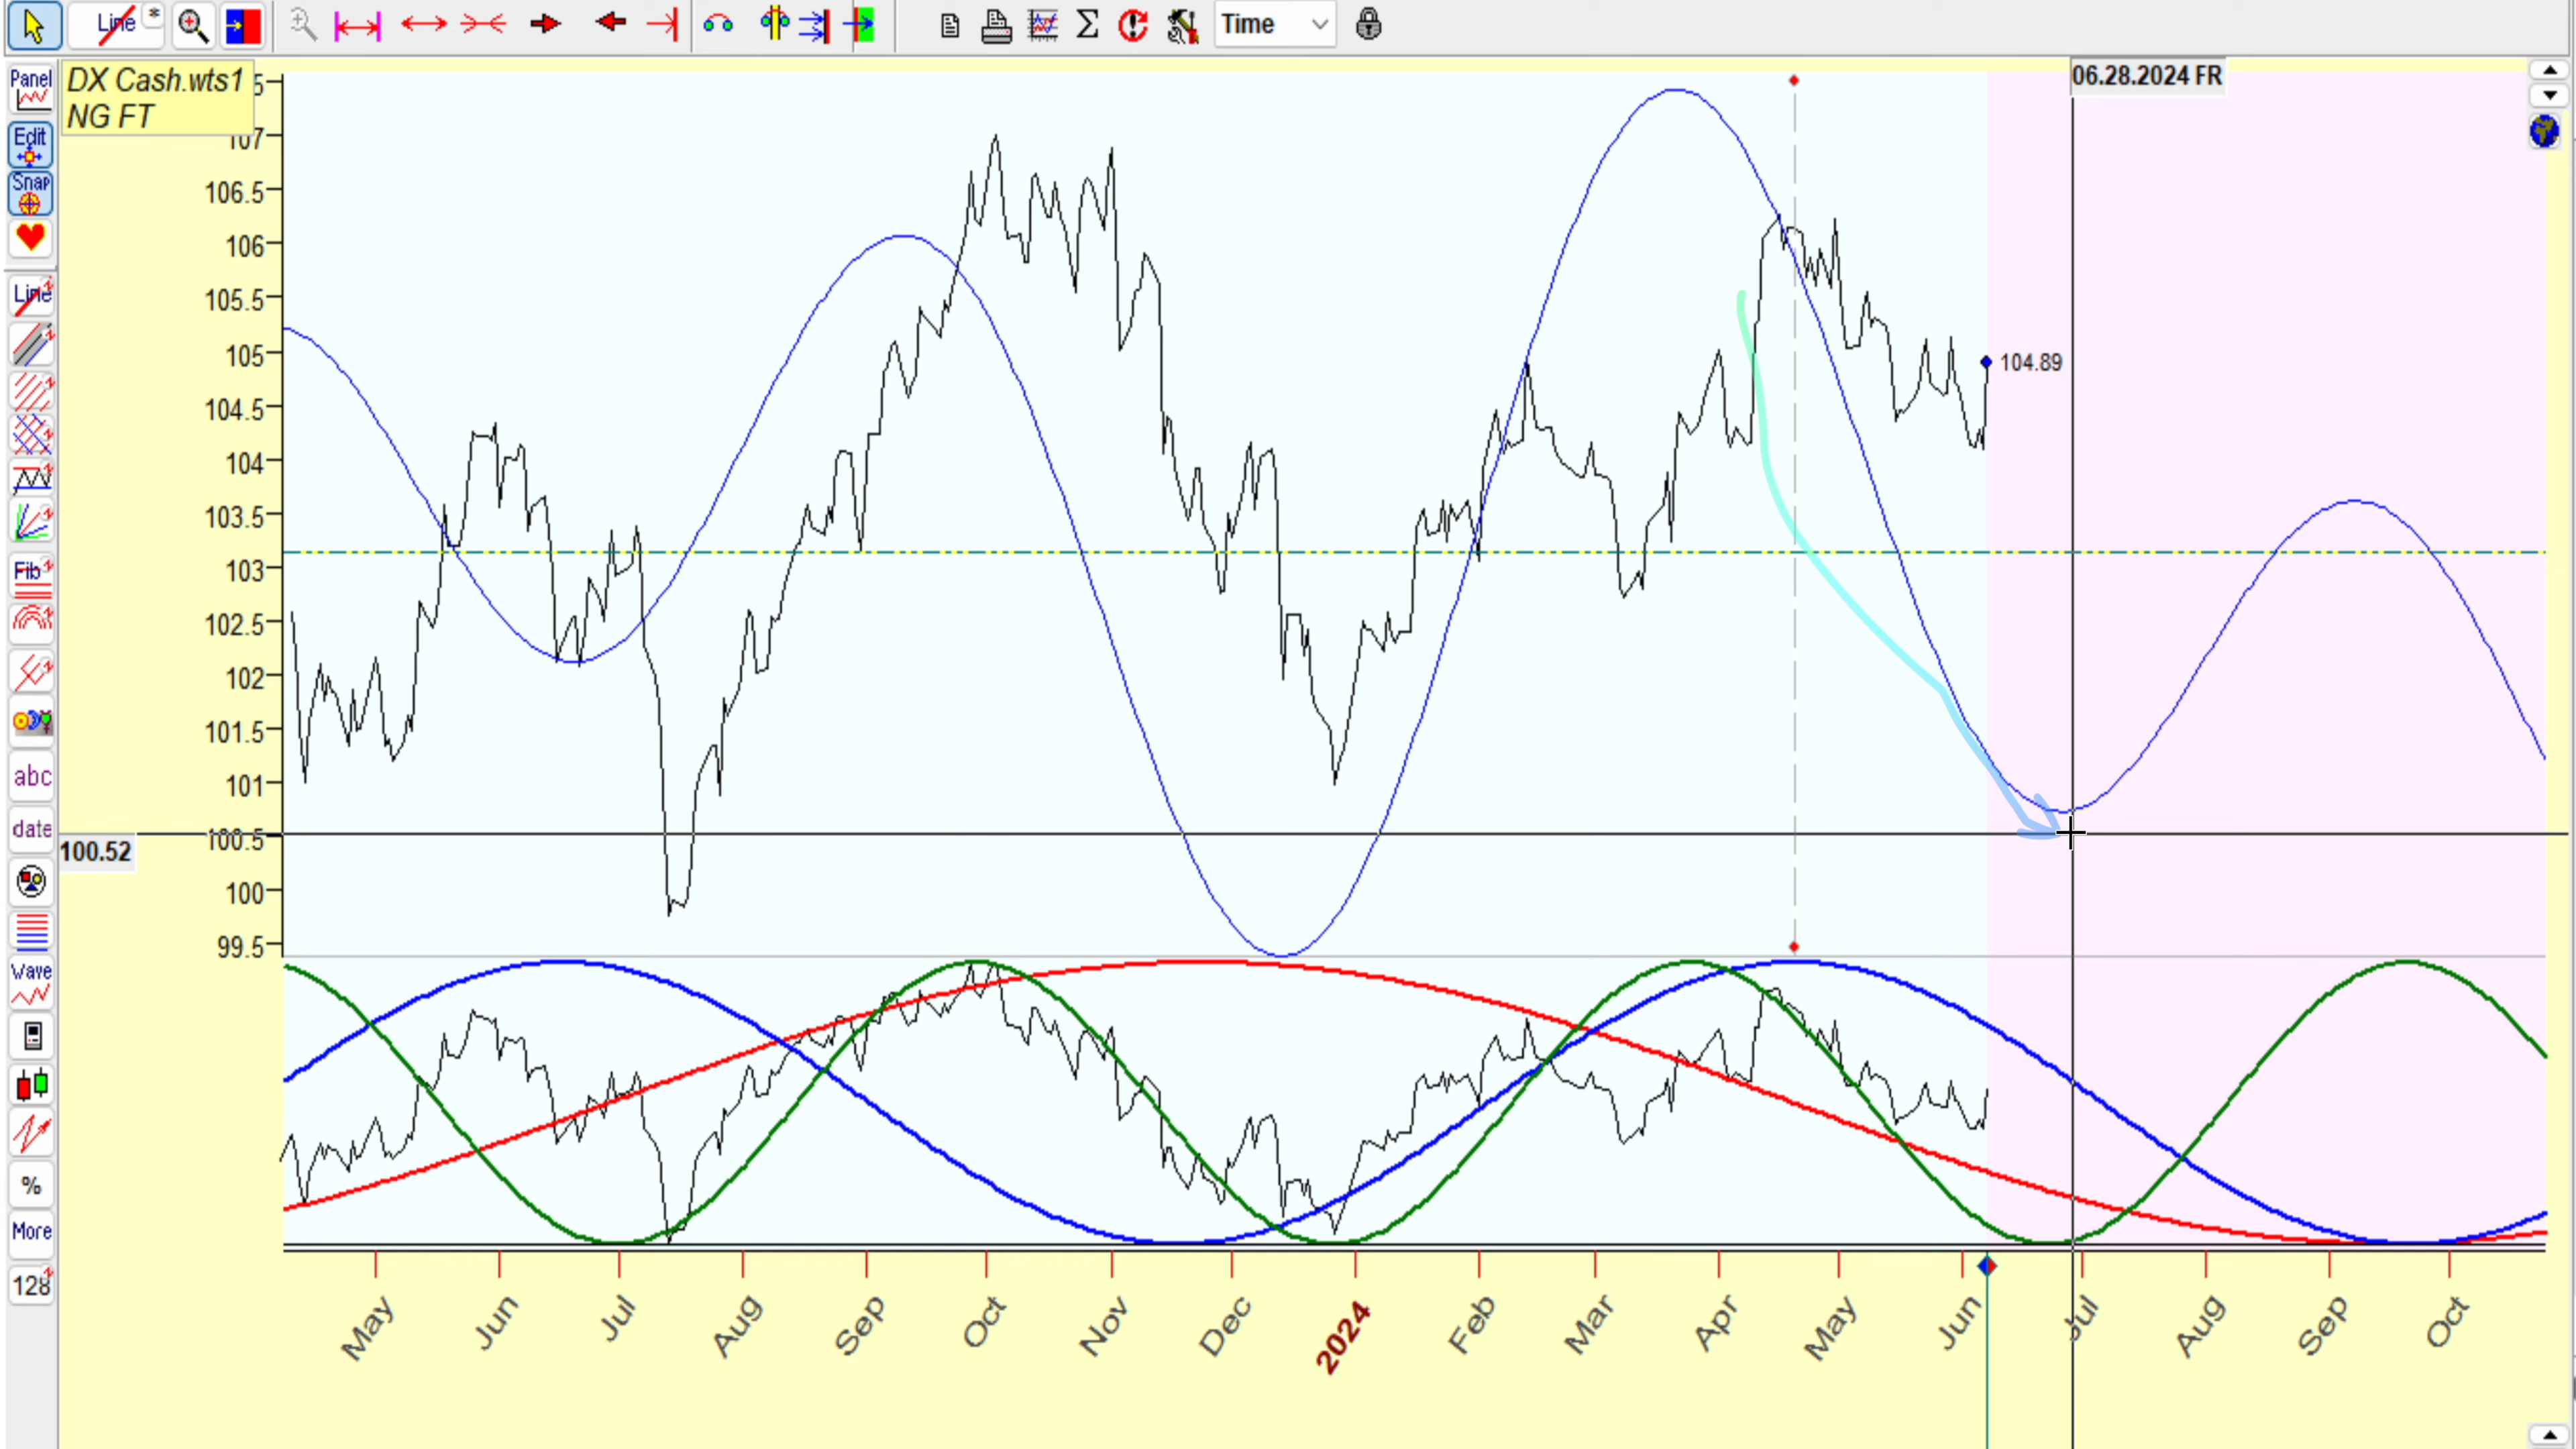 Line *
Time
Panel
DX Cash.wts1
NG FT
06.28.2024 FR
Edit
Snap
Line
Fib
abc
date
Wave
%
More
128
107
106.5
106
105.5
105
104.5
104
103.5
103
102.5
102
101.5
101
100.5
100
99.5
104.89
100.52
May
Jun
Jul
Aug
Sep
Oct
Nov
Dec
2024
Feb
Mar
Apr
May
Jun
Jul
Aug
Sep
Oct